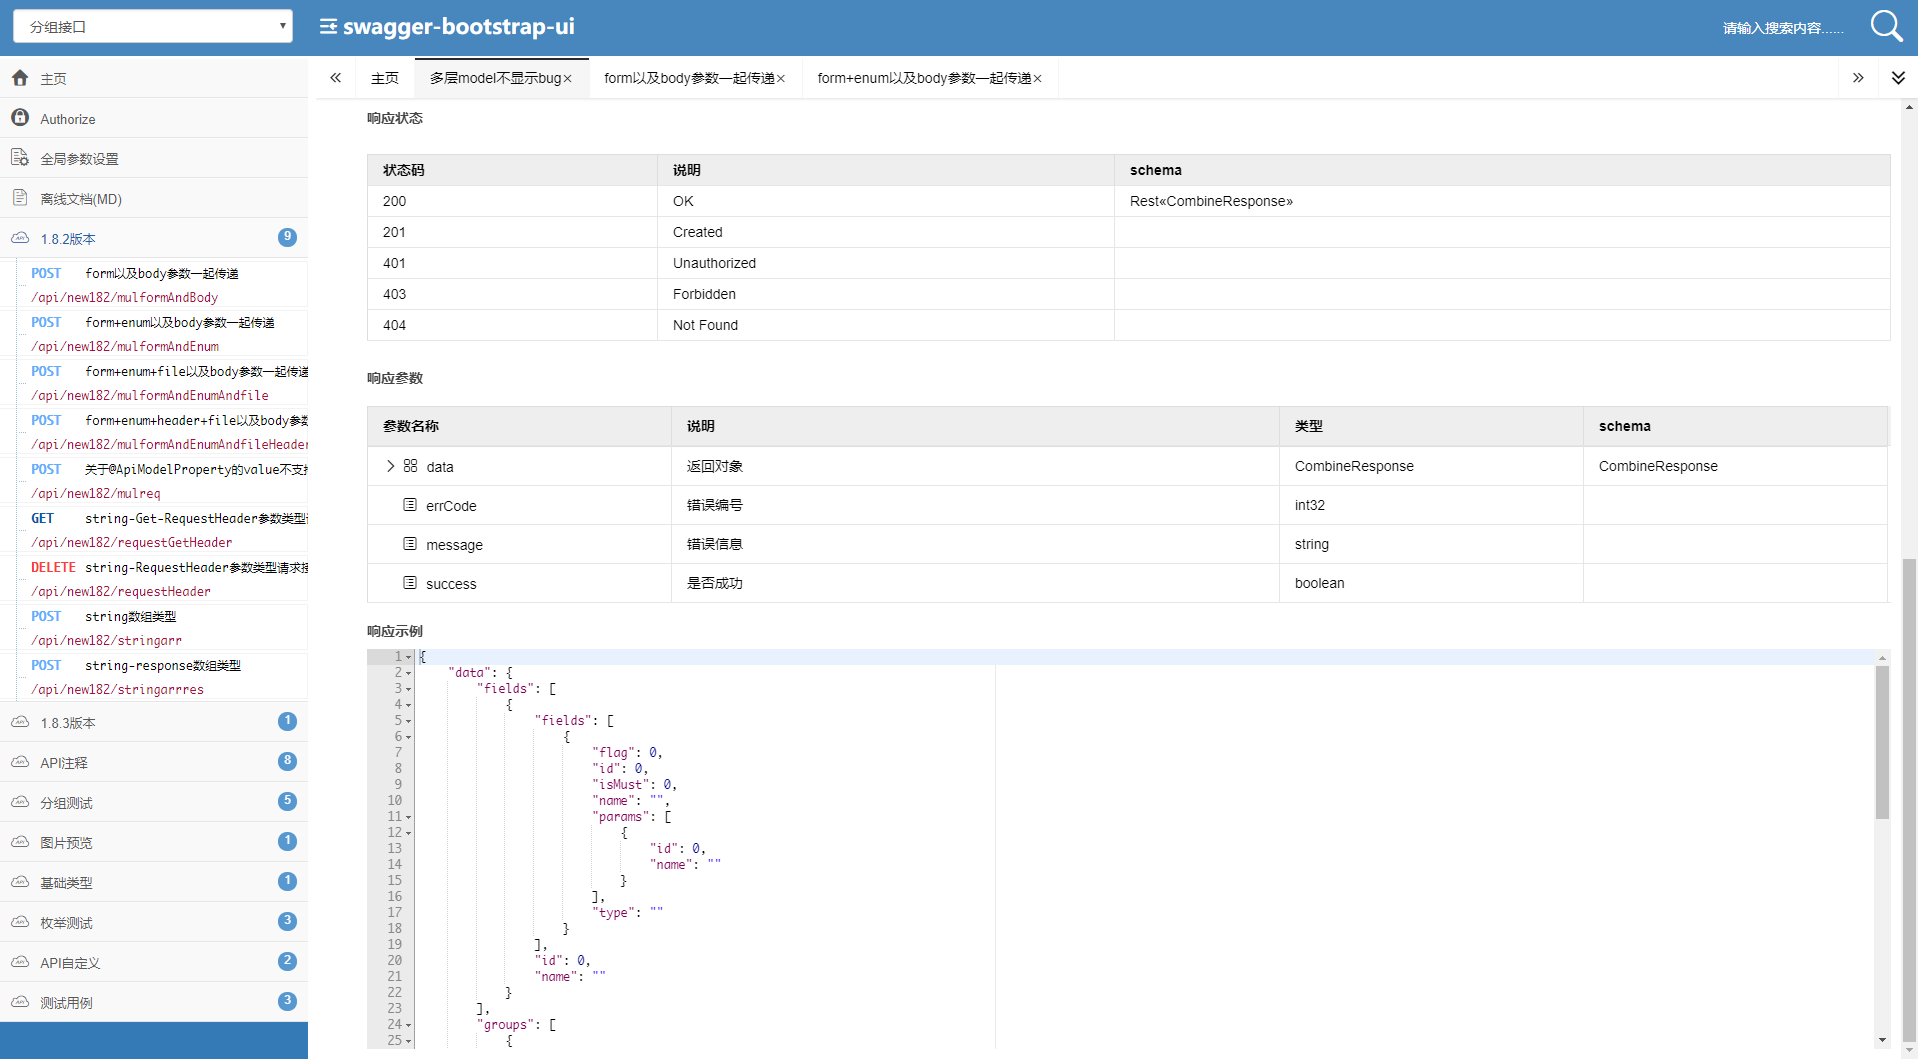 分组接口
swagger-bootstrap-ui
请输入搜索内容......
主页
Authorize
全局参数设置
离线文档(MD)
1.8.2版本 9
POST form以及body参数一起传递
/api/new182/mulformAndBody
POST form+enum以及body参数一起传递
/api/new182/mulformAndEnum
POST form+enum+file以及body参数一起传递
/api/new182/mulformAndEnumAndfile
POST form+enum+header+file以及body参数
/api/new182/mulformAndEnumAndfileHeader
POST 关于@ApiModelProperty的value不支持
/api/new182/mulreq
GET string-Get-RequestHeader参数类型
/api/new182/requestGetHeader
DELETE string-RequestHeader参数类型请求接
/api/new182/requestHeader
POST string数组类型
/api/new182/stringarr
POST string-response数组类型
/api/new182/stringarrres
1.8.3版本 1
API注释 8
分组测试 5
图片预览 1
基础类型 1
枚举测试 3
API自定义 2
测试用例 3
主页 多层model不显示bug× form以及body参数一起传递× form+enum以及body参数一起传递×
响应状态
状态码 说明 schema
200 OK Rest«CombineResponse»
201 Created
401 Unauthorized
403 Forbidden
404 Not Found
响应参数
参数名称 说明 类型 schema
data 返回对象 CombineResponse CombineResponse
errCode 错误编号 int32
message 错误信息 string
success 是否成功 boolean
响应示例
1 {
2 "data": {
3 "fields": [
4 {
5 "fields": [
6 {
7 "flag": 0,
8 "id": 0,
9 "isMust": 0,
10 "name": "",
11 "params": [
12 {
13 "id": 0,
14 "name": ""
15 }
16 ],
17 "type": ""
18 }
19 ],
20 "id": 0,
21 "name": ""
22 }
23 ],
24 "groups": [
25 {